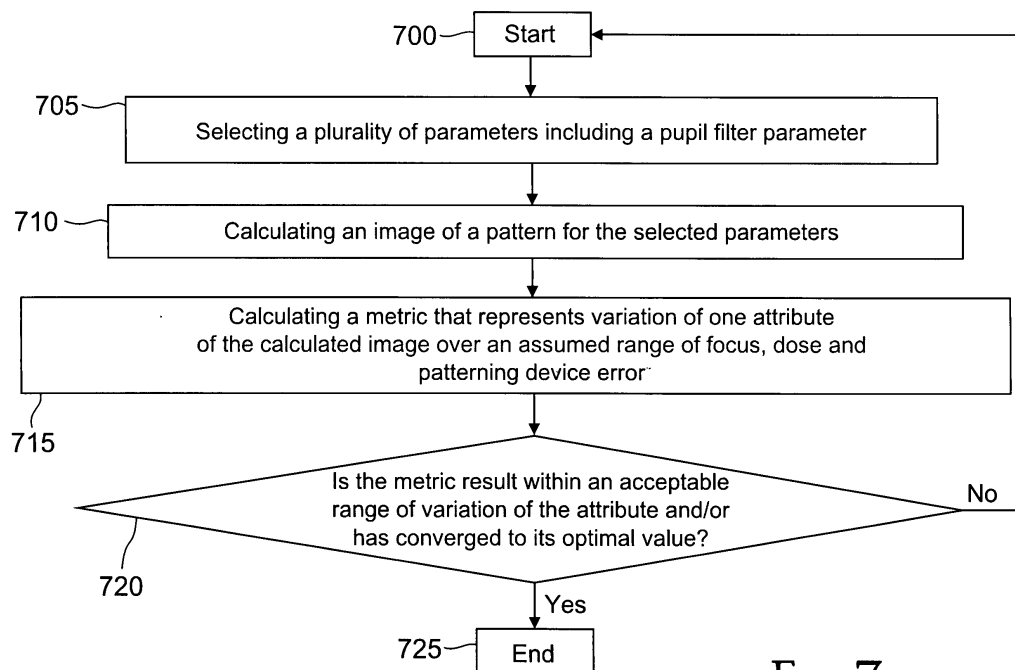 700
Start
705
Selecting a plurality of parameters including a pupil filter parameter
710
Calculating an image of a pattern for the selected parameters
Calculating a metric that represents variation of one attribute
of the calculated image over an assumed range of focus, dose and
patterning device error
715
Is the metric result within an acceptable
range of variation of the attribute and/or
has converged to its optimal value?
No
720
Yes
725
End